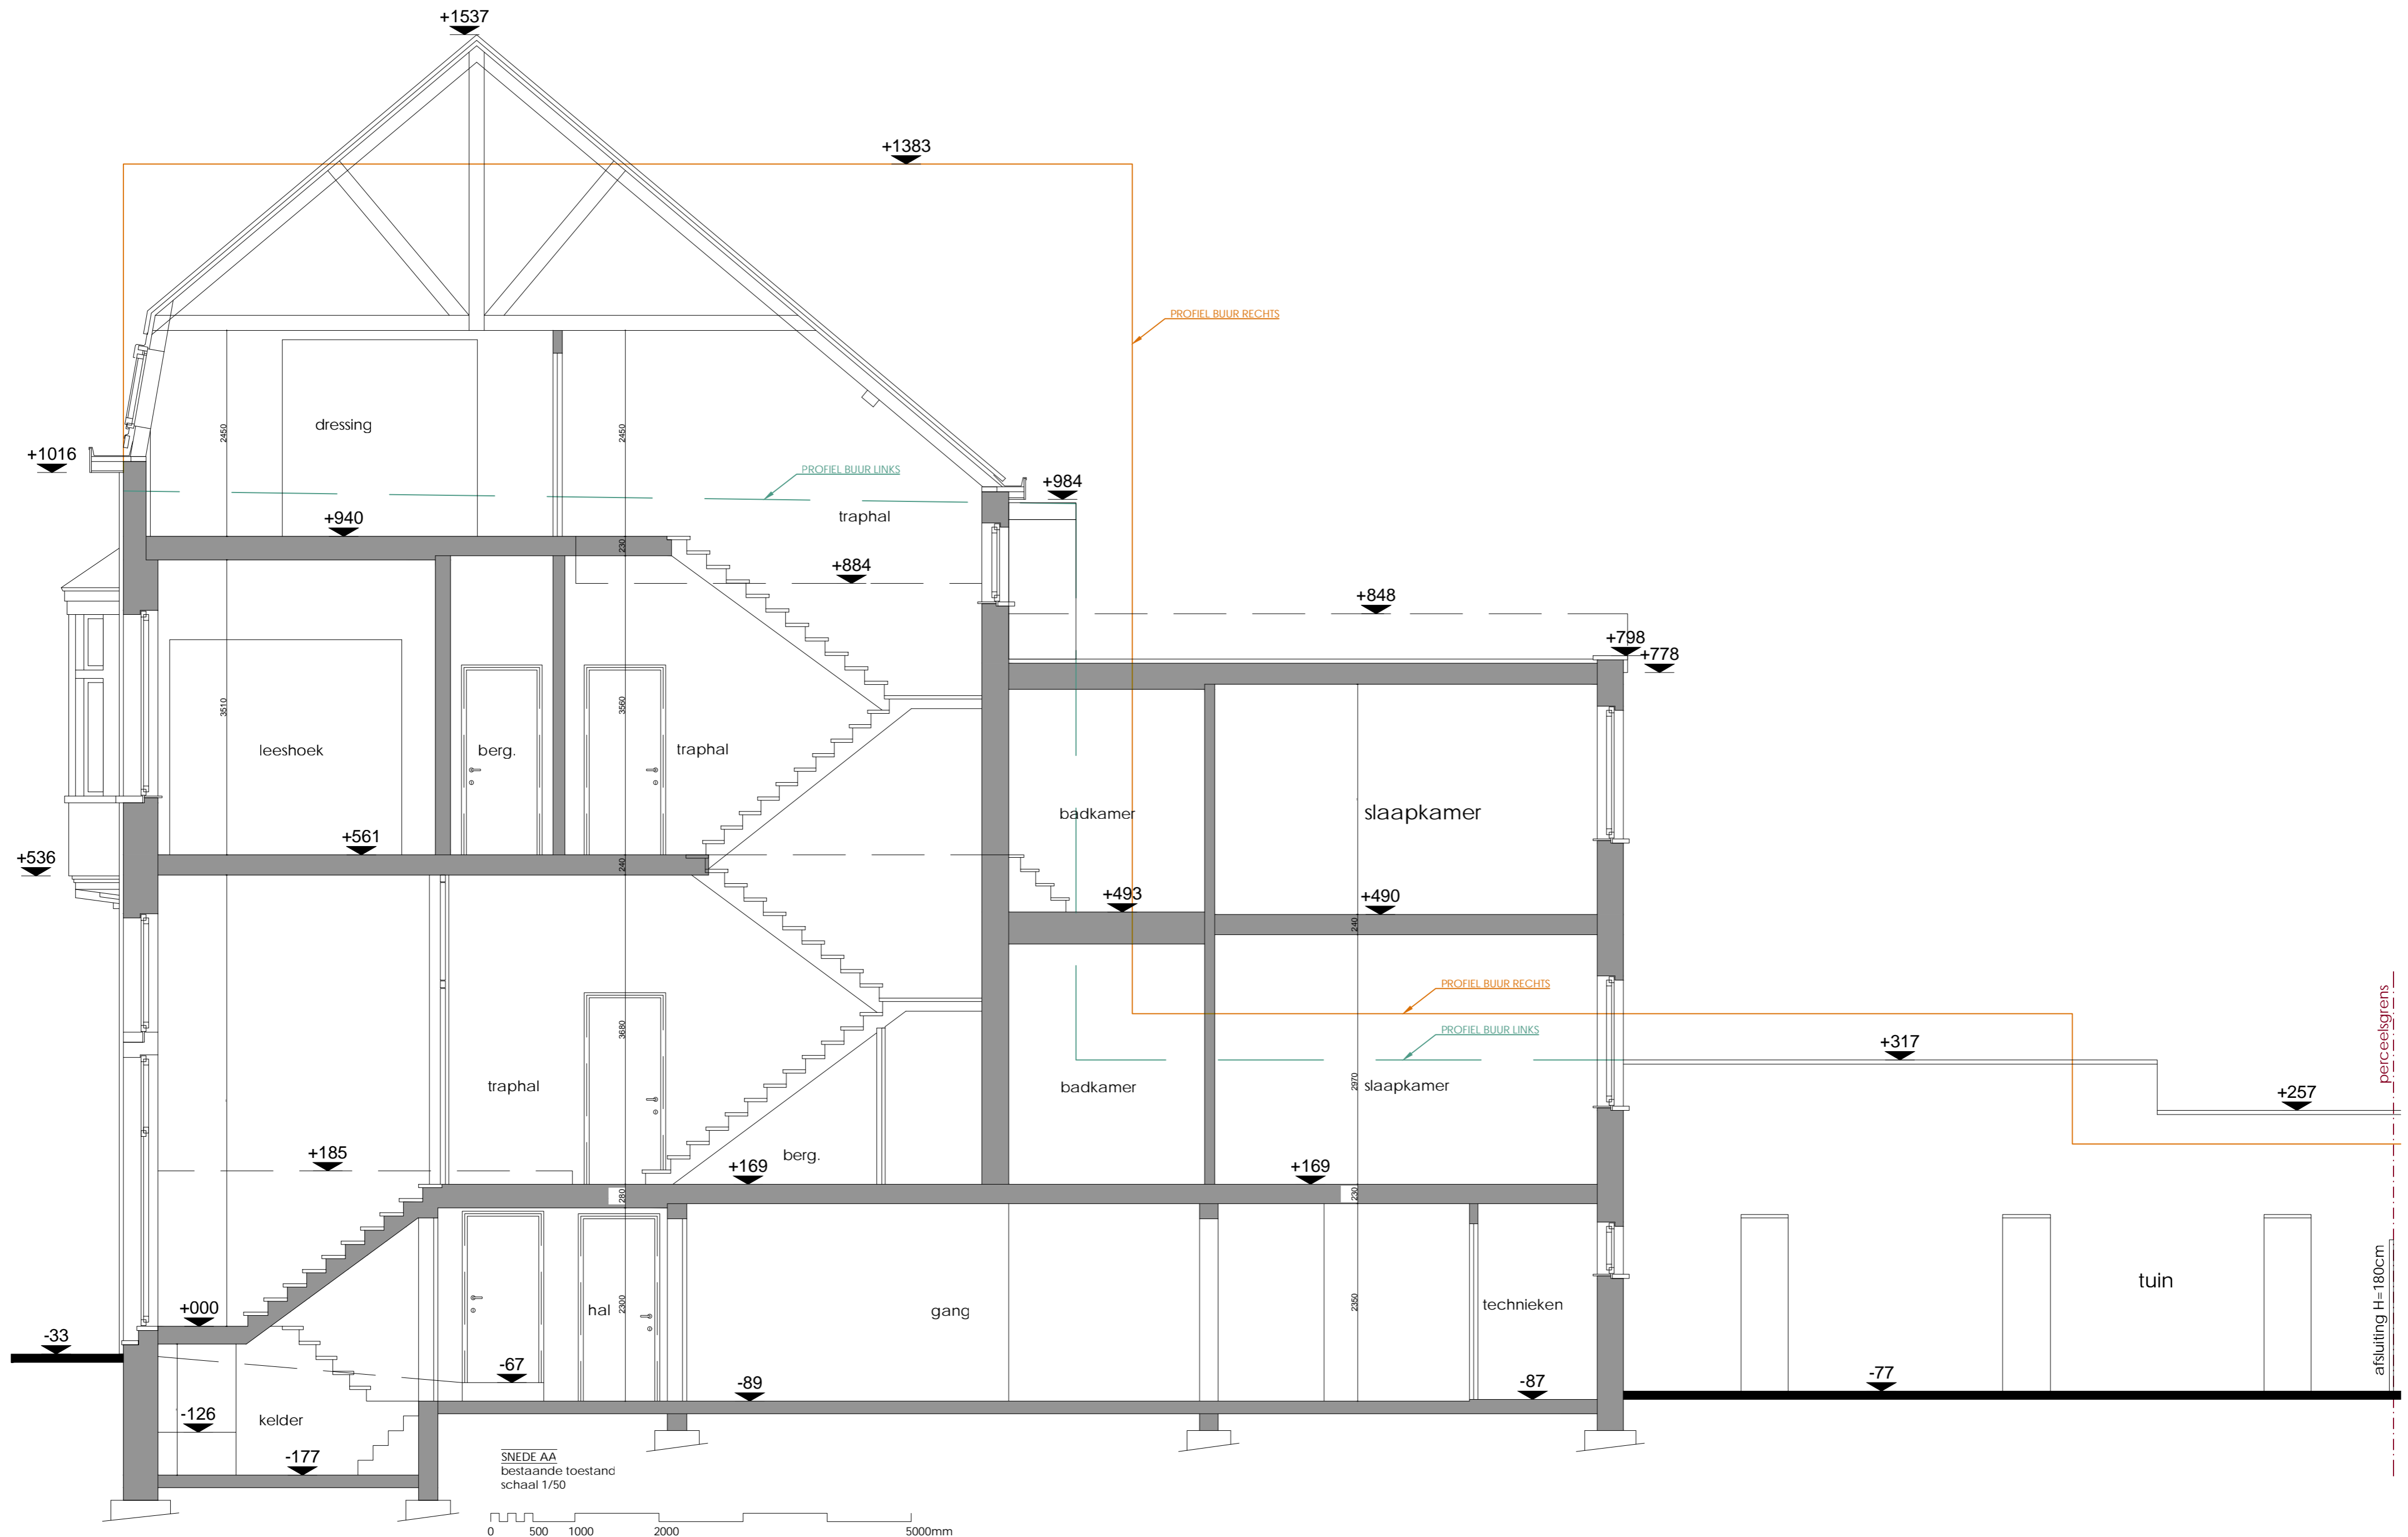 +1537
+1383
PROFIEL BUUR RECHTS
dressing
2450
2450
+1016
PROFIEL BUUR LINKS
+984
traphal
+940
230
+884
+848
+798
+778
3510
3560
leeshoek
berg.
traphal
badkamer
slaapkamer
+561
+536
240
+493
+490
240
PROFIEL BUUR RECHTS
PROFIEL BUUR LINKS
perceelsgrens
3680
+317
traphal
badkamer
2970
slaapkamer
+257
+185
berg.
+169
+169
280
230
+000
hal
2300
gang
2350
technieken
tuin
afsluiting H=180cm
-33
-67
-89
-87
-77
-126
kelder
-177
SNEDE AA
bestaande toestand
schaal 1/50
0 500 1000 2000 5000mm